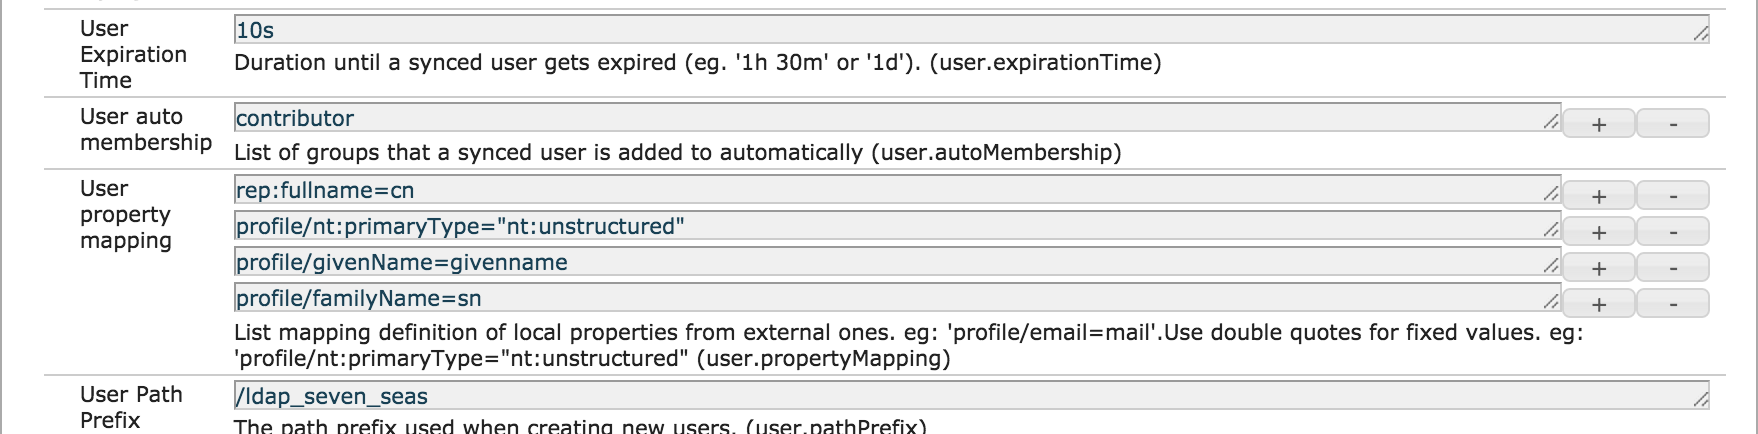 User
Expiration
Time
10s
Duration until a synced user gets expired (eg. '1h 30m' or '1d'). (user.expirationTime)
User auto
membership
contributor
+ -
List of groups that a synced user is added to automatically (user.autoMembership)
User
property
mapping
rep:fullname=cn
+ -
profile/nt:primaryType="nt:unstructured"
+ -
profile/givenName=givenname
+ -
profile/familyName=sn
+ -
List mapping definition of local properties from external ones. eg: 'profile/email=mail'.Use double quotes for fixed values. eg:
'profile/nt:primaryType="nt:unstructured" (user.propertyMapping)
User Path
Prefix
/ldap_seven_seas
The path prefix used when creating new users. (user.pathPrefix)